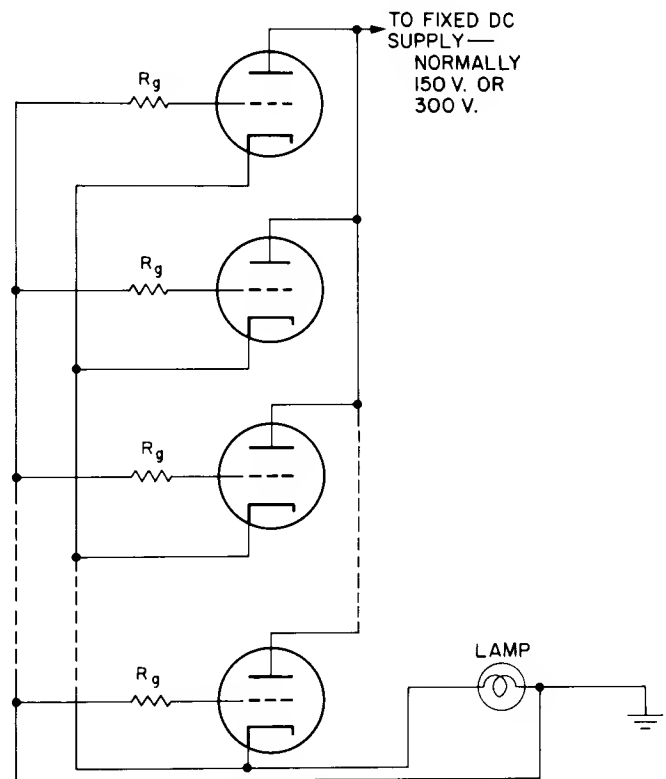 TO FIXED DC
SUPPLY—
NORMALLY
150 V. OR
300 V.
Rg
Rg
Rg
Rg
LAMP